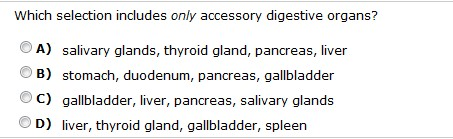 Which selection includes only accessory digestive organs?
A) salivary glands, thyroid gland, pancreas, liver
B) stomach, duodenum, pancreas, gallbladder
C) gallbladder, liver, pancreas, salivary glands
D) liver, thyroid gland, gallbladder, spleen